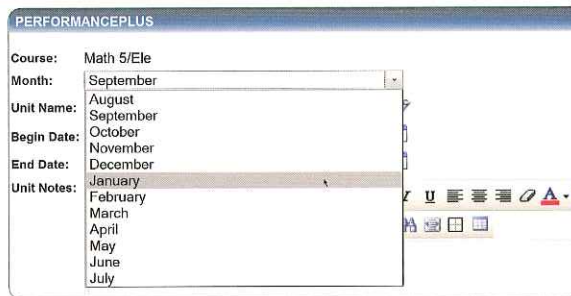 PERFORMANCEPLUS
Course: Math 5/Ele
Month: September
August
September
Unit Name:
October
Begin Date:
November
End Date:
December
Unit Notes:
January
February
March
April
May
June
July
U A